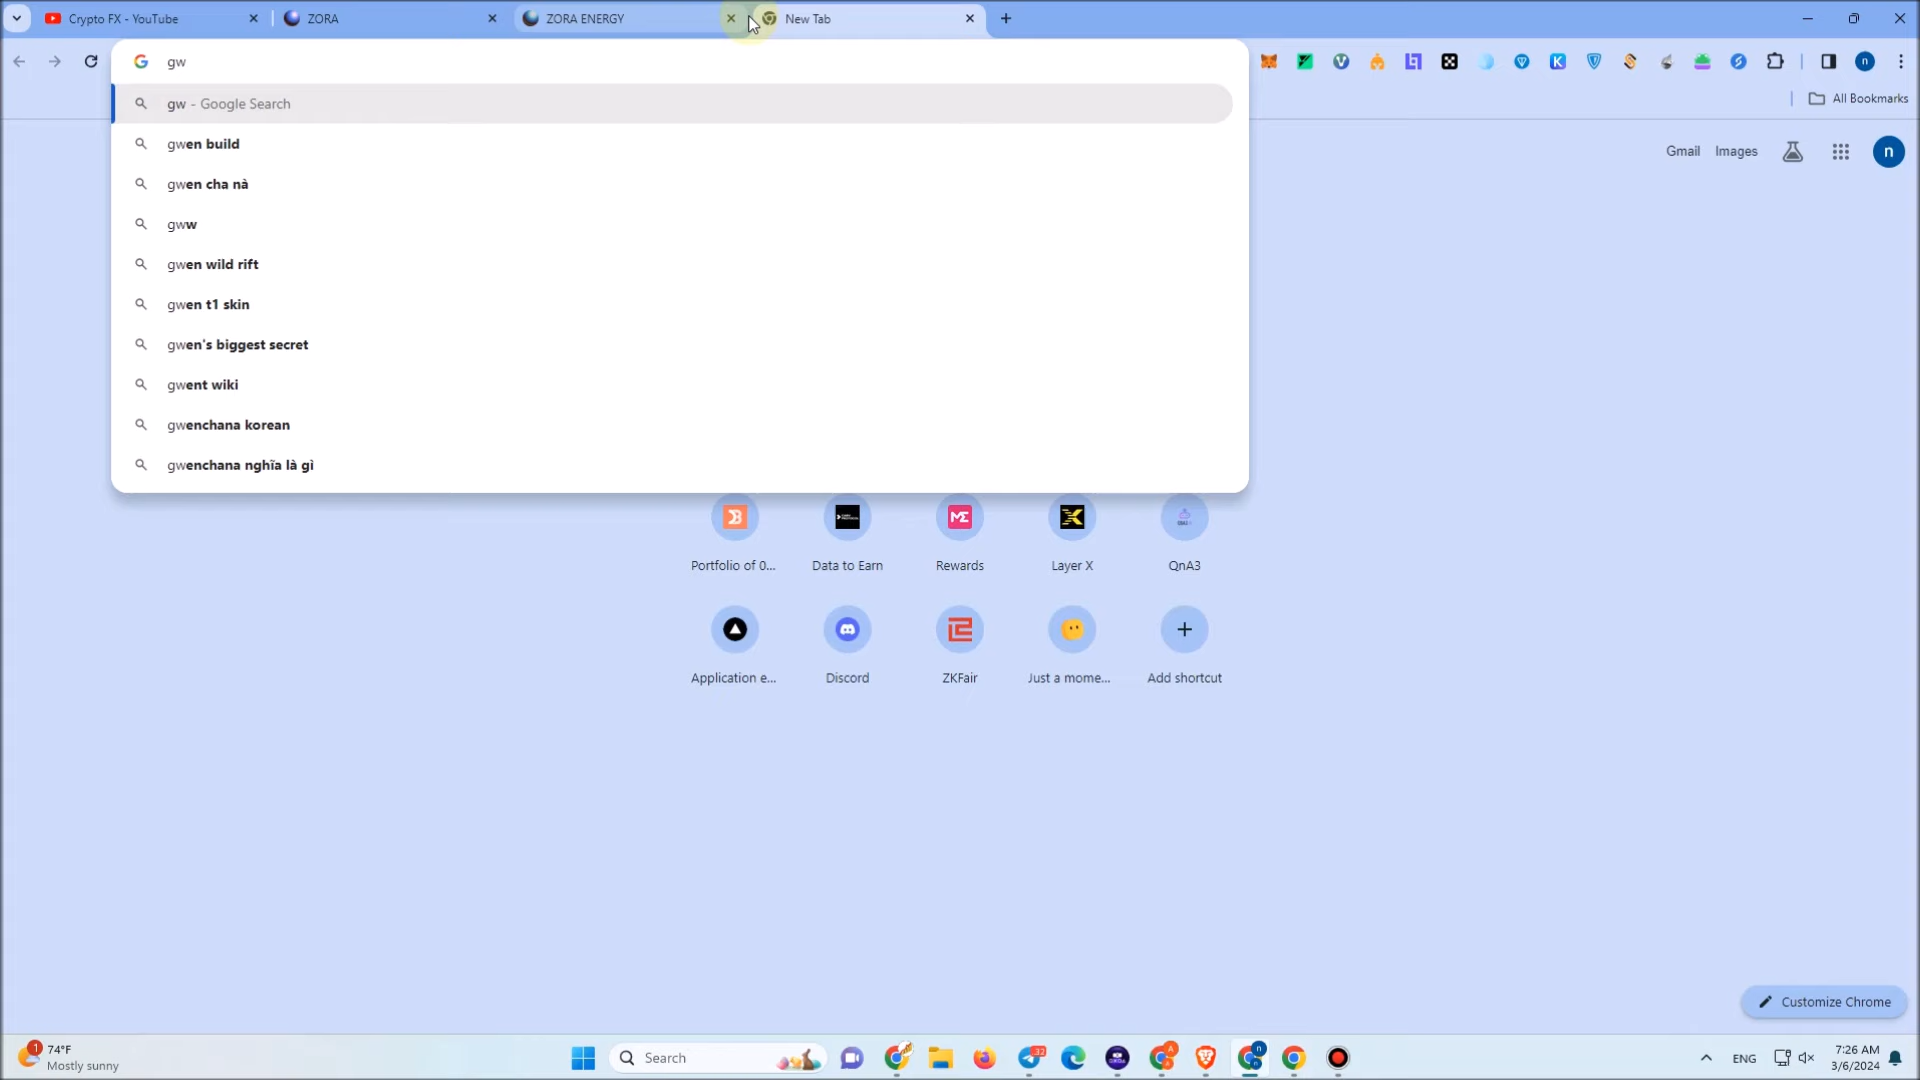 Crypto FX - YouTube
ZORA
ZORA ENERGY
New Tab
gw
All Bookmarks
gw - Google Search
gwen build
gwen cha nà
gww
gwen wild rift
gwen t1 skin
gwen's biggest secret
gwent wiki
gwenchana korean
gwenchana nghĩa là gì
Gmail
Images
n
Portfolio of 0...
Data to Earn
Rewards
Layer X
QnA3
Application e...
Discord
ZKFair
Just a mome...
Add shortcut
Customize Chrome
1
74°F
Mostly sunny
Search
32
ENG
7:26 AM
3/6/2024